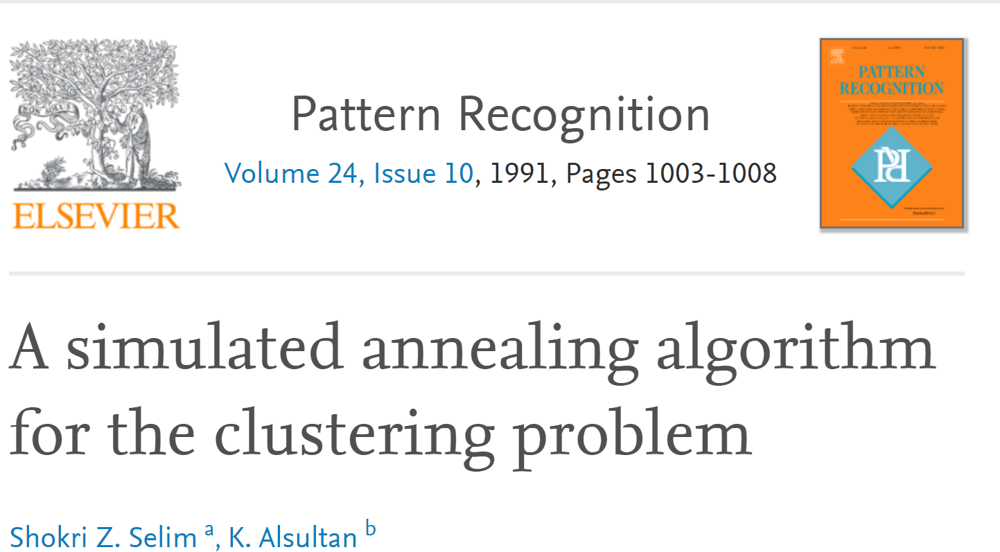 NON SOLUS
ELSEVIER
Pattern Recognition
Volume 24, Issue 10, 1991, Pages 1003-1008
PATTERN
RECOGNITION
A simulated annealing algorithm
for the clustering problem
Shokri Z. Selim a, K. Alsultan b